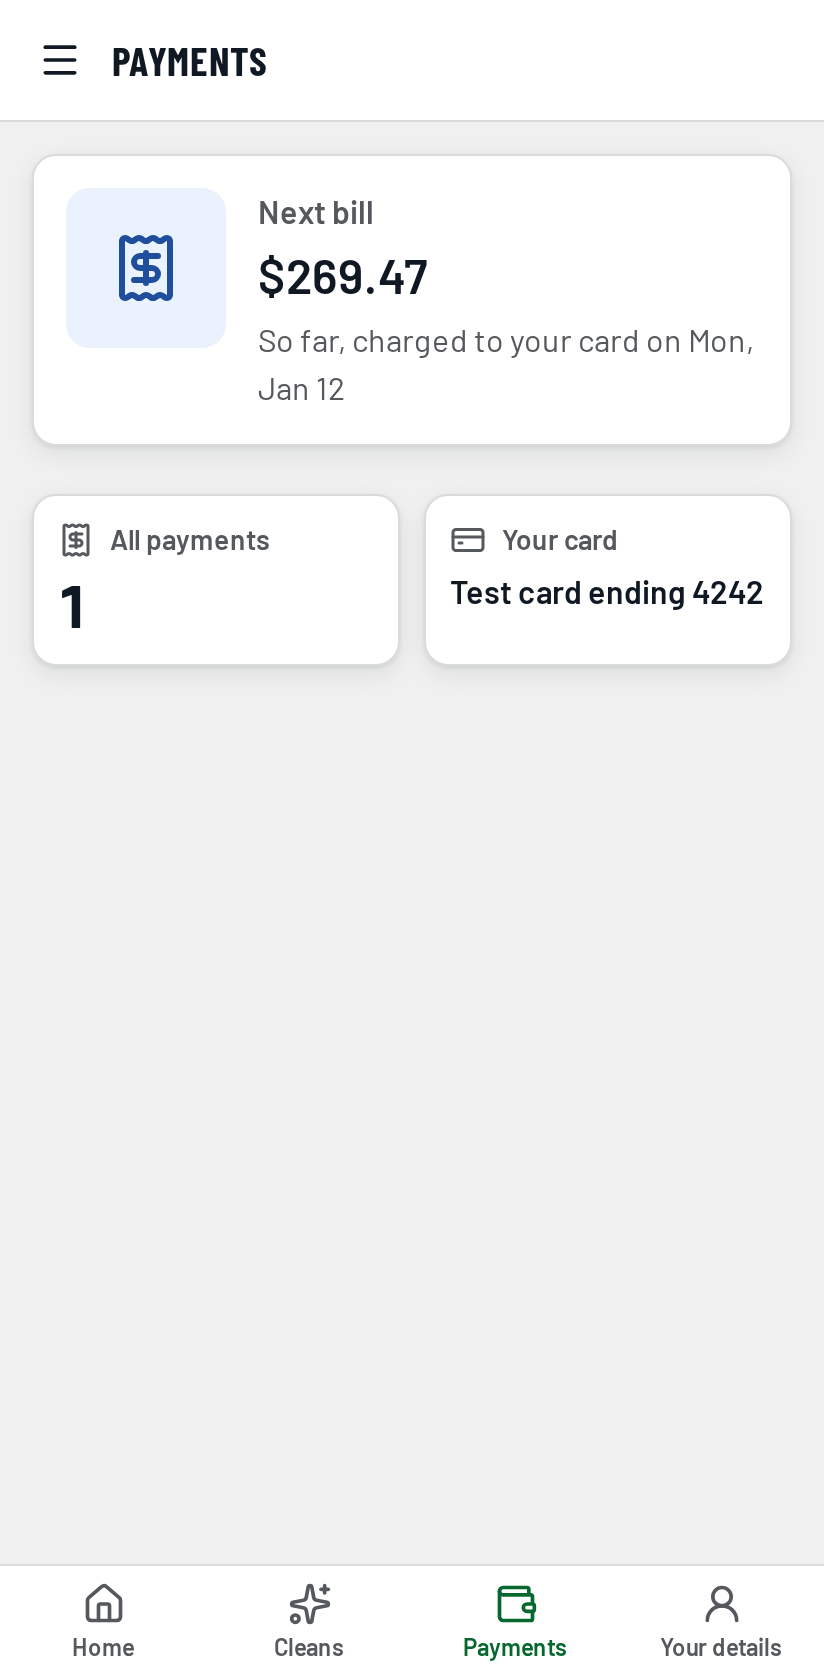 PAYMENTS
Next bill
$269.47
So far, charged to your card on Mon,
Jan 12
All payments
1
Your card
Test card ending 4242
Home
Cleans
Payments
Your details